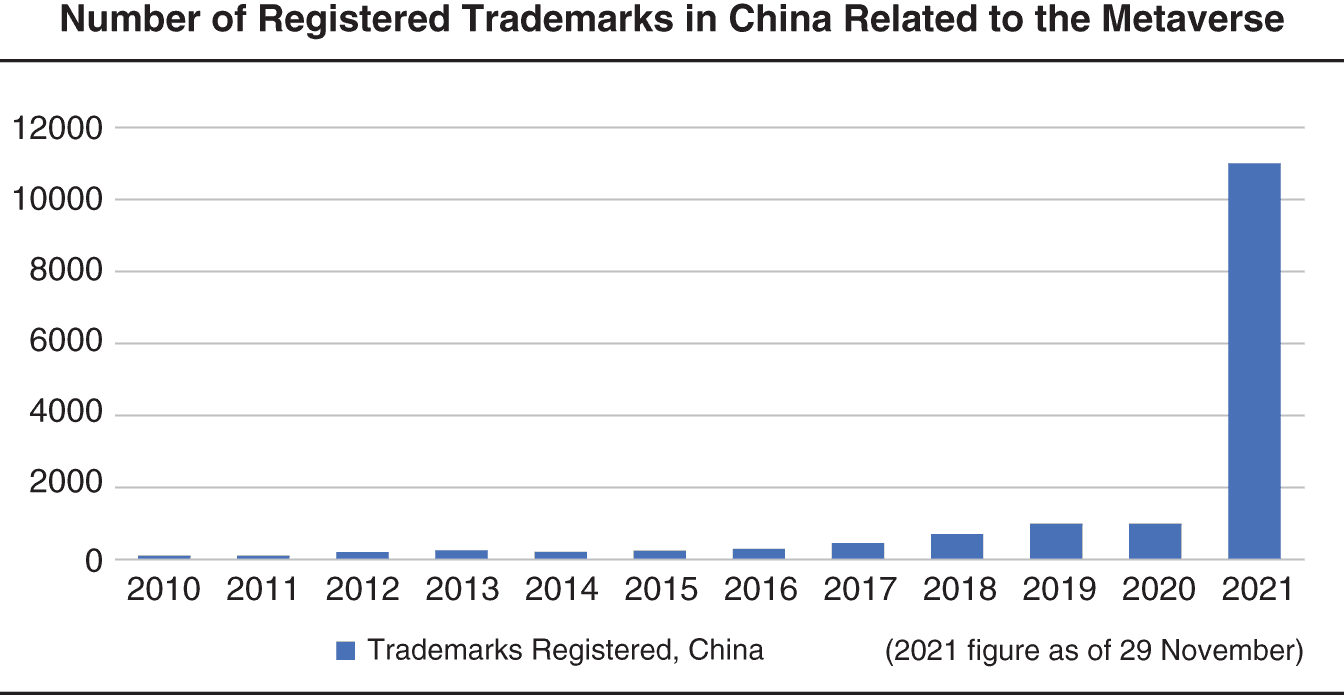 Number of Registered Trademarks in China Related to the Metaverse
12000
10000
8000
6000
4000
2000
0
2010 2011 2012 2013 2014 2015 2016 2017 2018 2019 2020 2021
Trademarks Registered, China (2021 figure as of 29 November)